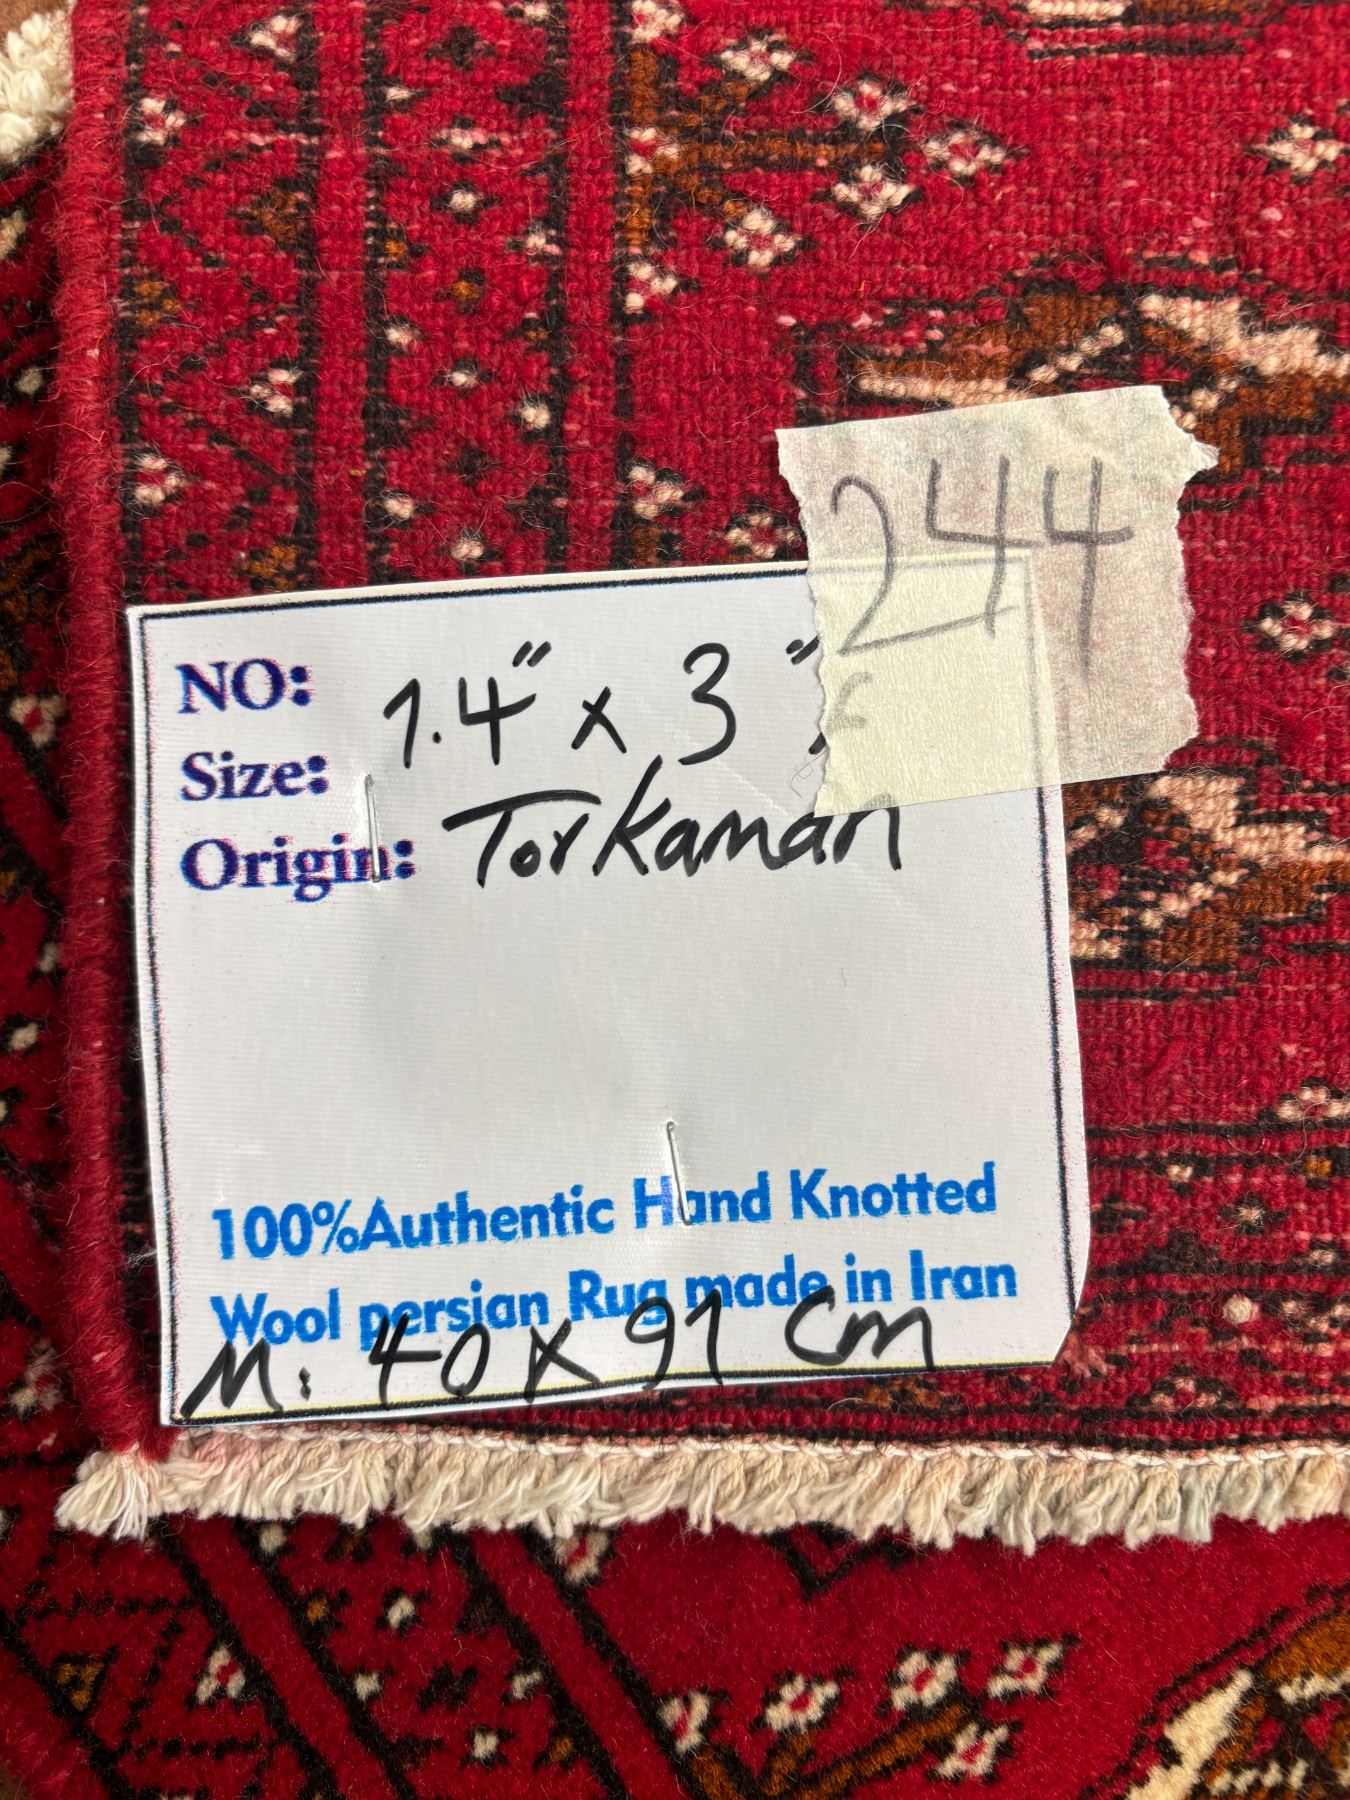 244
NO:
Size: 1.4" x 3 "
Origin: Torkaman
100%Authentic Hand Knotted
Wool persian Rug made in Iran
M: 40 x 91 cm